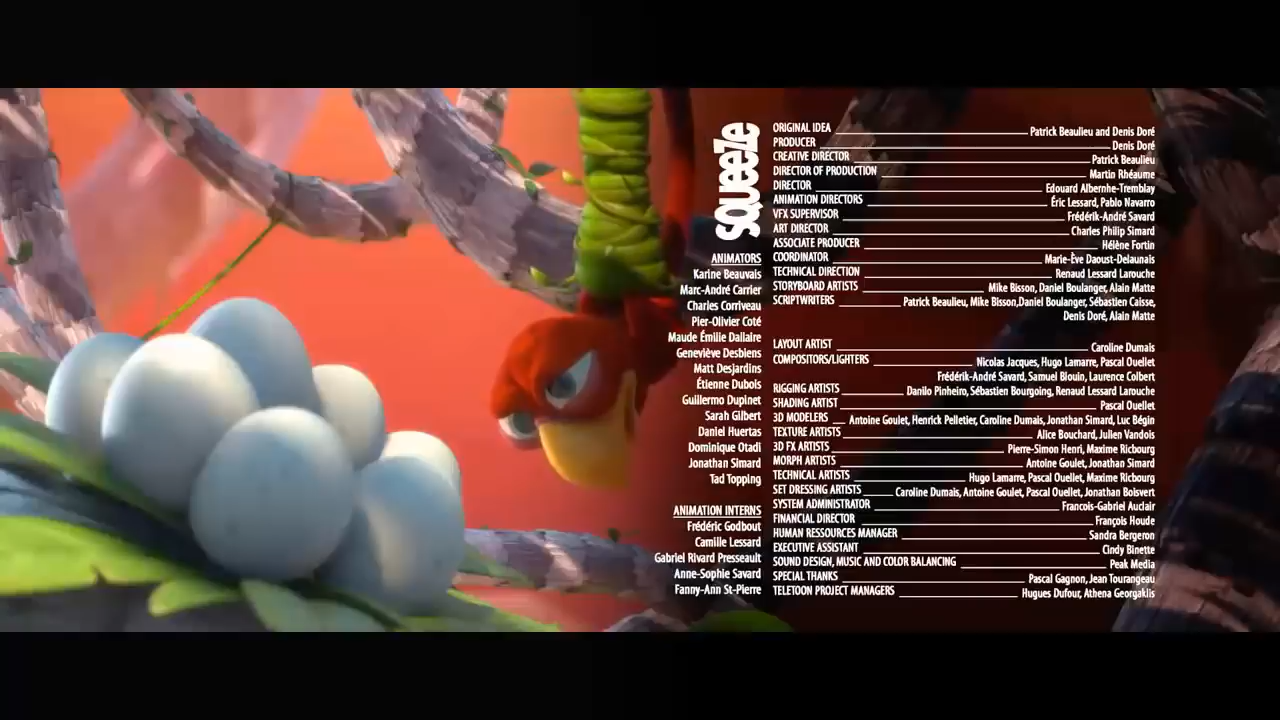 squeeze
ORIGINAL IDEA Patrick Beaulieu and Denis Doré
PRODUCER Denis Doré
CREATIVE DIRECTOR Patrick Beaulieu
DIRECTOR OF PRODUCTION Martin Rhéaume
DIRECTOR Edouard Albernhe-Tremblay
ANIMATION DIRECTORS Éric Lessard, Pablo Navarro
VFX SUPERVISOR Frédérik-André Savard
ART DIRECTOR Charles Philip Simard
ASSOCIATE PRODUCER Hélène Fortin
COORDINATOR Marie-Ève Daoust-Delaunais
TECHNICAL DIRECTION Renaud Lessard Larouche
STORYBOARD ARTISTS Mike Bisson, Daniel Boulanger, Alain Matte
SCRIPTWRITERS Patrick Beaulieu, Mike Bisson,Daniel Boulanger, Sébastien Caisse,
Denis Doré, Alain Matte
LAYOUT ARTIST Caroline Dumais
COMPOSITORS/LIGHTERS Nicolas Jacques, Hugo Lamarre, Pascal Ouellet
Frédérik-André Savard, Samuel Blouin, Laurence Colbert
RIGGING ARTISTS Danilo Pinheiro, Sébastien Bourgoing, Renaud Lessard Larouche
SHADING ARTIST Pascal Ouellet
3D MODELERS Antoine Goulet, Henrick Pelletier, Caroline Dumais, Jonathan Simard, Luc Bégin
TEXTURE ARTISTS Alice Bouchard, Julien Vandois
3D FX ARTISTS Pierre-Simon Henri, Maxime Ricbourg
MORPH ARTISTS Antoine Goulet, Jonathan Simard
TECHNICAL ARTISTS Hugo Lamarre, Pascal Ouellet, Maxime Ricbourg
SET DRESSING ARTISTS Caroline Dumais, Antoine Goulet, Pascal Ouellet, Jonathan Boisvert
SYSTEM ADMINISTRATOR Francois-Gabriel Auclair
FINANCIAL DIRECTOR François Houde
HUMAN RESSOURCES MANAGER Sandra Bergeron
EXECUTIVE ASSISTANT Cindy Binette
SOUND DESIGN, MUSIC AND COLOR BALANCING Peak Media
SPECIAL THANKS Pascal Gagnon, Jean Tourangeau
TELETOON PROJECT MANAGERS Hugues Dufour, Athena Georgaklis
ANIMATORS
Karine Beauvais
Marc-André Carrier
Charles Corriveau
Pier-Olivier Coté
Maude Émilie Dallaire
Geneviève Desbiens
Matt Desjardins
Étienne Dubois
Guillermo Dupinet
Sarah Gilbert
Daniel Huertas
Dominique Otadi
Jonathan Simard
Tad Topping
ANIMATION INTERNS
Frédéric Godbout
Camille Lessard
Gabriel Rivard Presseault
Anne-Sophie Savard
Fanny-Ann St-Pierre